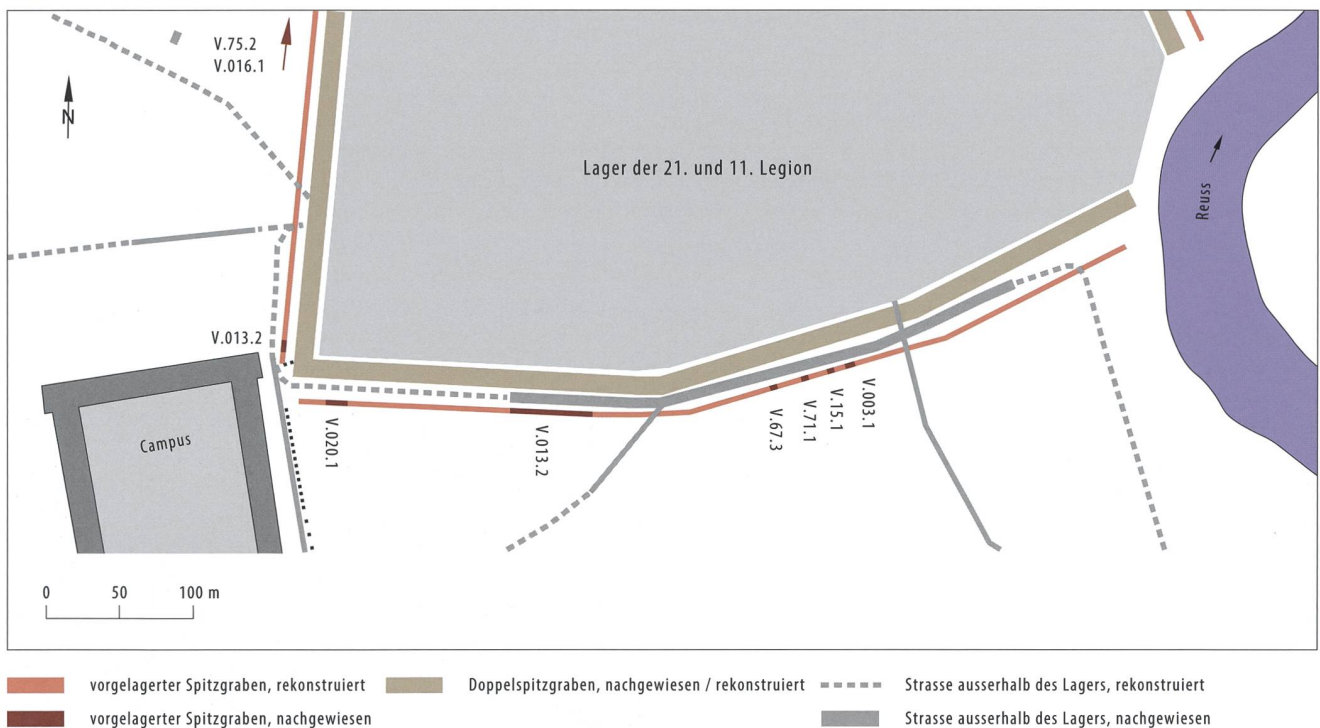 V.75.2
V.016.1
N
Lager der 21. und 11. Legion
Reuss
V.013.2
Campus
V.020.1
V.013.2
V.67.3
V.71.1
V.15.1
V.003.1
0 50 100 m
vorgelagerter Spitzgraben, rekonstruiert
Doppelspitzgraben, nachgewiesen / rekonstruiert
Strasse ausserhalb des Lagers, rekonstruiert
vorgelagerter Spitzgraben, nachgewiesen
Strasse ausserhalb des Lagers, nachgewiesen